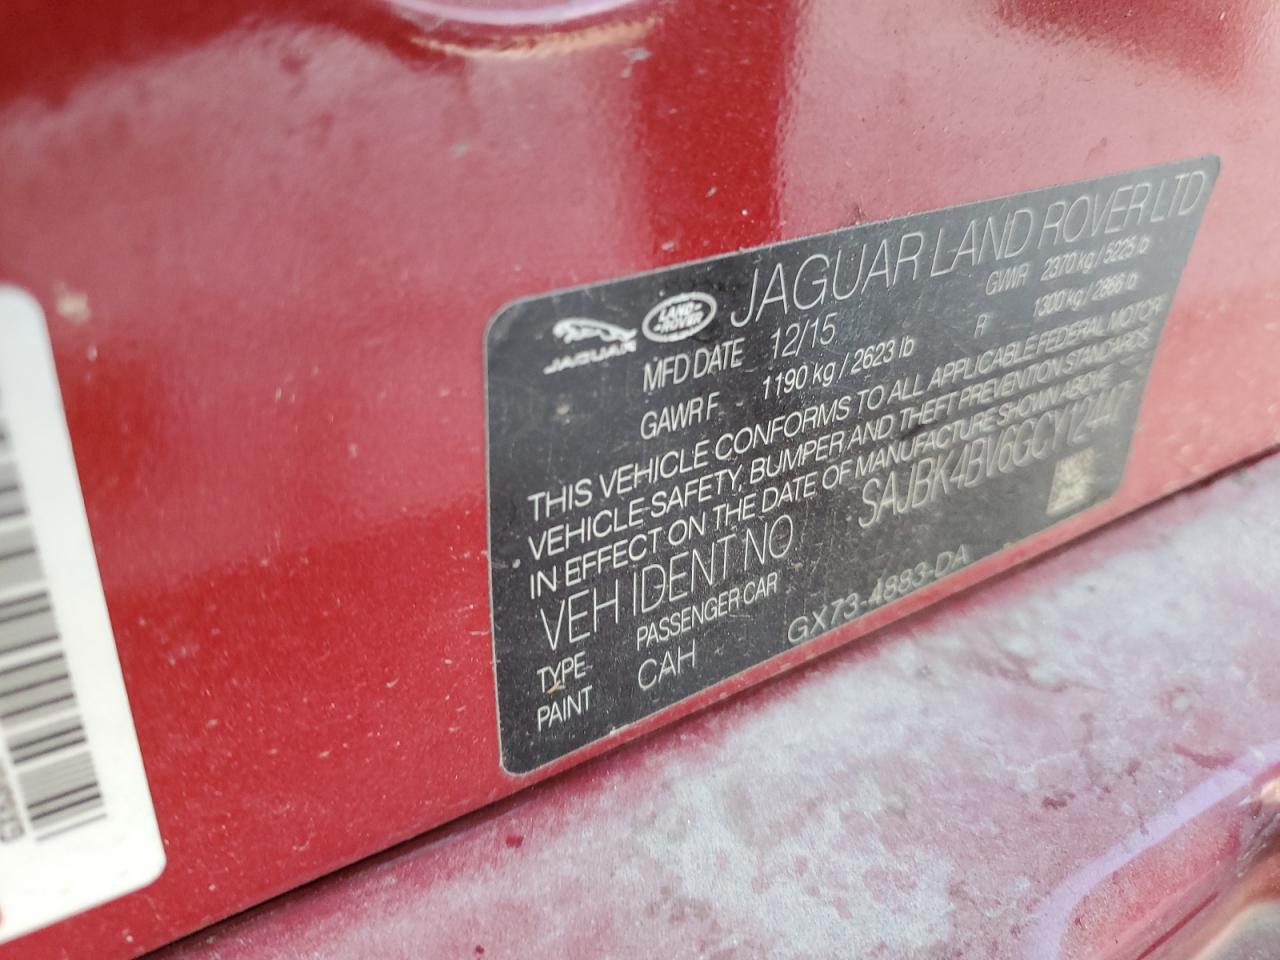 JAGUAR LAND-ROVER JAGUAR LAND ROVER LTD
MFD DATE 12/15 GWR 2370 kg / 5225 lb
GAWR F 1190 kg / 2623 lb R 1300 kg / 2866 lb
THIS VEHICLE CONFORMS TO ALL APPLICABLE FEDERAL MOTOR
VEHICLE-SAFETY, BUMPER AND THEFT PREVENTION STANDARDS
IN EFFECT ON THE DATE OF MANUFACTURE SHOWN ABOVE
VEH IDENT NO SAJBK4BV6GCY12447
TYPE PASSENGER CAR
PAINT CAH GX73-4883-DA